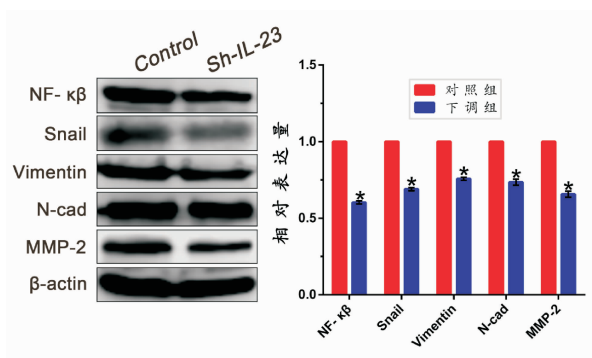 Control Sh-IL-23
NF- κβ
Snail
Vimentin
N-cad
MMP-2
β-actin
相对表达量
1.5
1.0
0.5
0.0
对照组
下调组
* * * * *
NF- κβ Snail Vimentin N-cad MMP-2